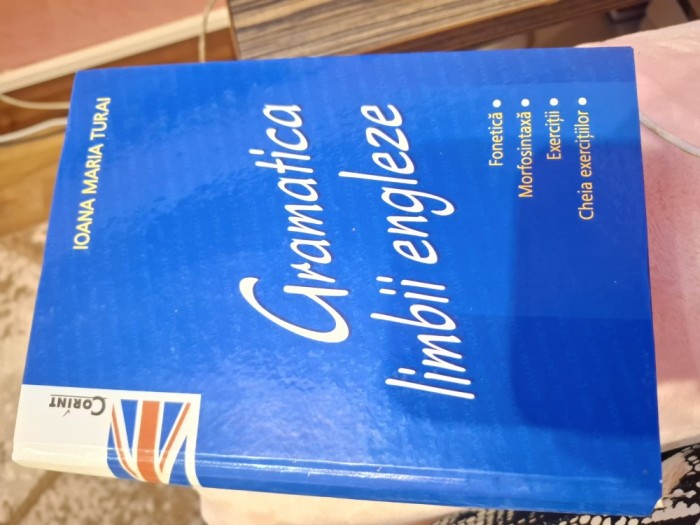 IOANA MARIA TURAI
Gramatica
limbii engleze
Fonetică •
Morfosintaxă •
Exerciții •
Cheia exercițiilor •
CORINT